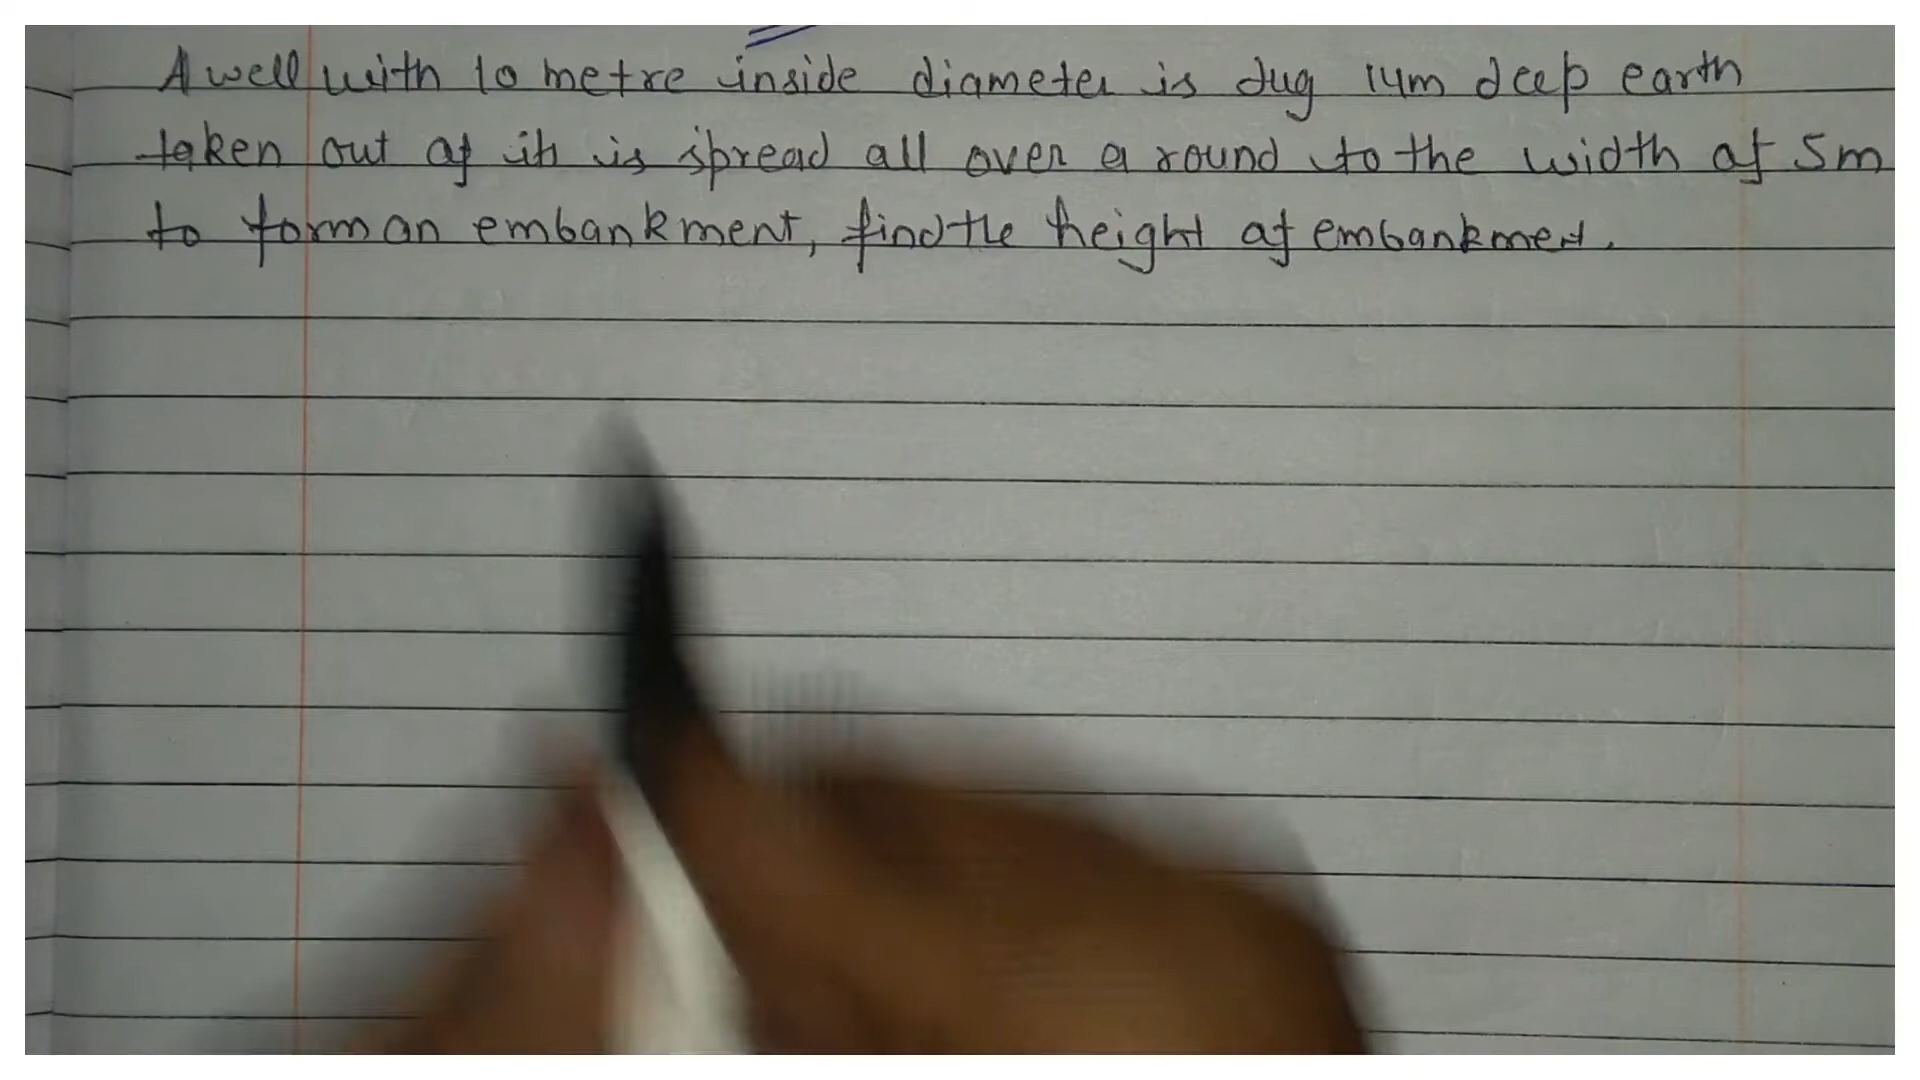 A well with 10 metre inside diameter is dug 14m deep earth
taken out of it is spread all over a round to the width of 5m
to form an embankment, find the height of embankment.